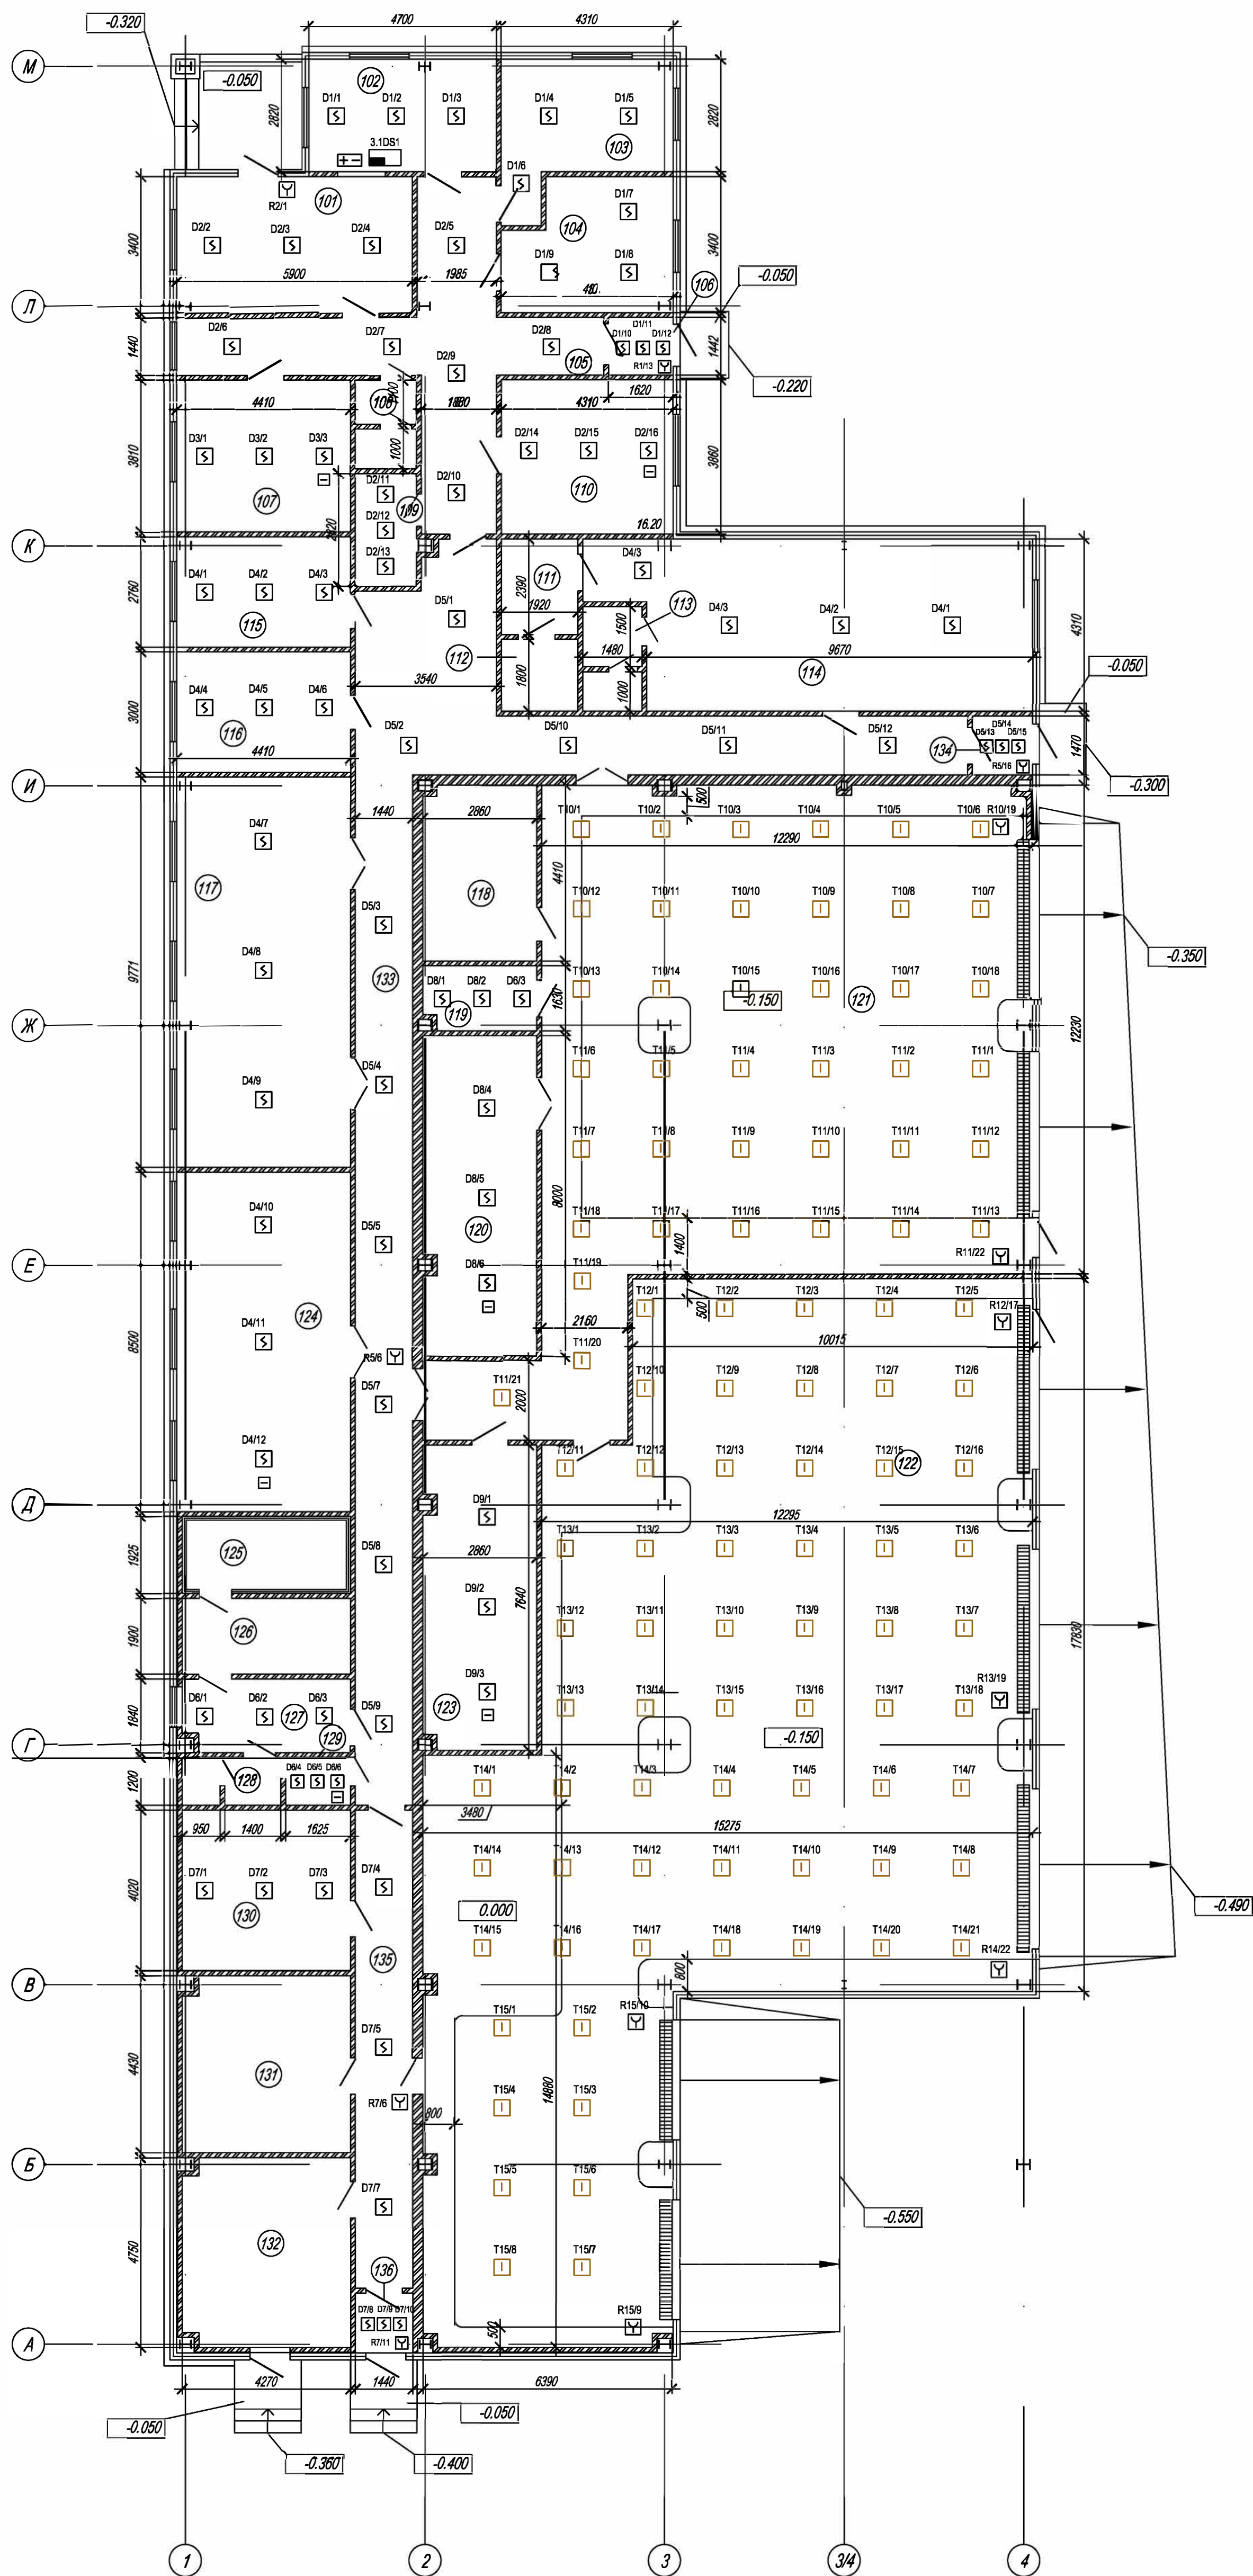 -0.320
4700
4310
М
-0.050
102
D1/1
D1/2
D1/3
D1/4
D1/5
2820
2820
3.1DS1
103
D1/6
R2/1
101
D1/7
D2/2
D2/3
D2/4
D2/5
104
3400
D1/9
D1/8
3400
5900
1985
106
-0.050
Л
D2/6
D2/7
D2/8
D1/11
D1/10
D1/12
1440
D2/9
105
R1/13
1442
-0.220
1620
4410
4310
D3/1
D3/2
D3/3
D2/14
D2/15
D2/16
3810
1000
3860
107
D2/11
109
D2/10
110
D2/12
16.20
К
D2/13
D4/1
D4/2
D4/3
111
D4/3
2760
2390
D5/1
1920
113
D4/3
D4/2
D4/1
115
1500
4310
112
1480
9670
114
3540
1800
1000
-0.050
D4/4
D4/5
D4/6
3000
116
D5/2
D5/10
D5/11
D5/12
134
D5/14
D5/13
D5/15
1470
4410
R5/16
И
-0.300
1440
2860
500
T10/1
T10/2
T10/3
T10/4
T10/5
T10/6
R10/19
D4/7
12290
117
4410
118
T10/12
T10/11
T10/10
T10/9
T10/8
T10/7
D5/3
-0.350
D4/8
133
9771
D8/1
D8/2
D6/3
T10/13
T10/14
T10/15
T10/16
T10/17
T10/18
1630
-0.150
121
119
Ж
12230
T11/6
T11/5
T11/4
T11/3
T11/2
T11/1
D5/4
D4/9
D8/4
T11/7
T11/8
T11/9
T11/10
T11/11
T11/12
D8/5
8000
D4/10
120
T11/18
T11/17
T11/16
T11/15
T11/14
T11/13
D5/5
1400
R11/22
Е
D8/6
T11/19
500
T12/1
T12/2
T12/3
T12/4
T12/5
R12/17
124
8500
D4/11
2160
10015
R5/6
T11/20
T12/10
T12/9
T12/8
T12/7
T12/6
D5/7
T11/21
2000
D4/12
T12/11
T12/12
T12/13
T12/14
T12/15
T12/16
122
Д
D9/1
12295
T13/1
T13/2
T13/3
T13/4
T13/5
T13/6
1925
125
D5/8
2860
D9/2
7640
T13/12
T13/11
T13/10
T13/9
T13/8
T13/7
126
1900
17830
D9/3
R13/19
D6/1
D6/2
D6/3
D5/9
T13/13
T13/14
T13/15
T13/16
T13/17
T13/18
1840
127
123
129
-0.150
Г
128
D6/4
D6/5
D6/6
T14/1
T14/2
T14/3
T14/4
T14/5
T14/6
T14/7
1200
3480
950
1400
1625
15275
T14/14
T14/13
T14/12
T14/11
T14/10
T14/9
T14/8
D7/1
D7/2
D7/3
D7/4
4020
-0.490
130
0.000
T14/15
T14/16
T14/17
T14/18
T14/19
T14/20
T14/21
135
R14/22
800
В
T15/1
T15/2
R15/10
D7/5
4430
131
14880
T15/4
T15/3
R7/6
800
Б
T15/5
T15/6
D7/7
-0.550
4750
132
T15/8
T15/7
136
D7/8
D7/9
D7/10
R15/9
R7/11
500
А
4270
1440
6390
-0.050
-0.050
-0.360
-0.400
1
2
3
3/4
4